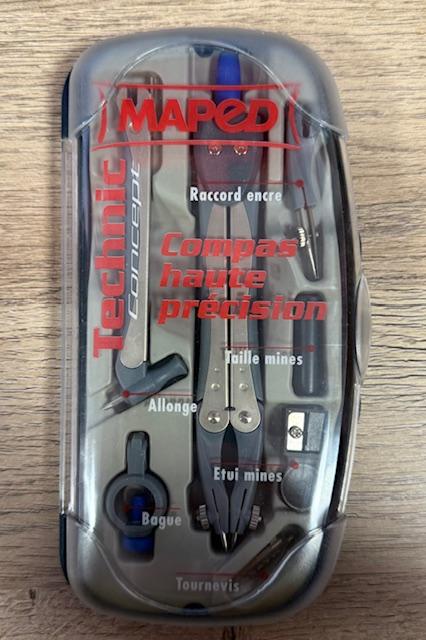 MAPED
Technic
Concept
Raccord encre
Compas
haute
précision
Taille mines
Allonge
Etui mines
Bague
Tournevis